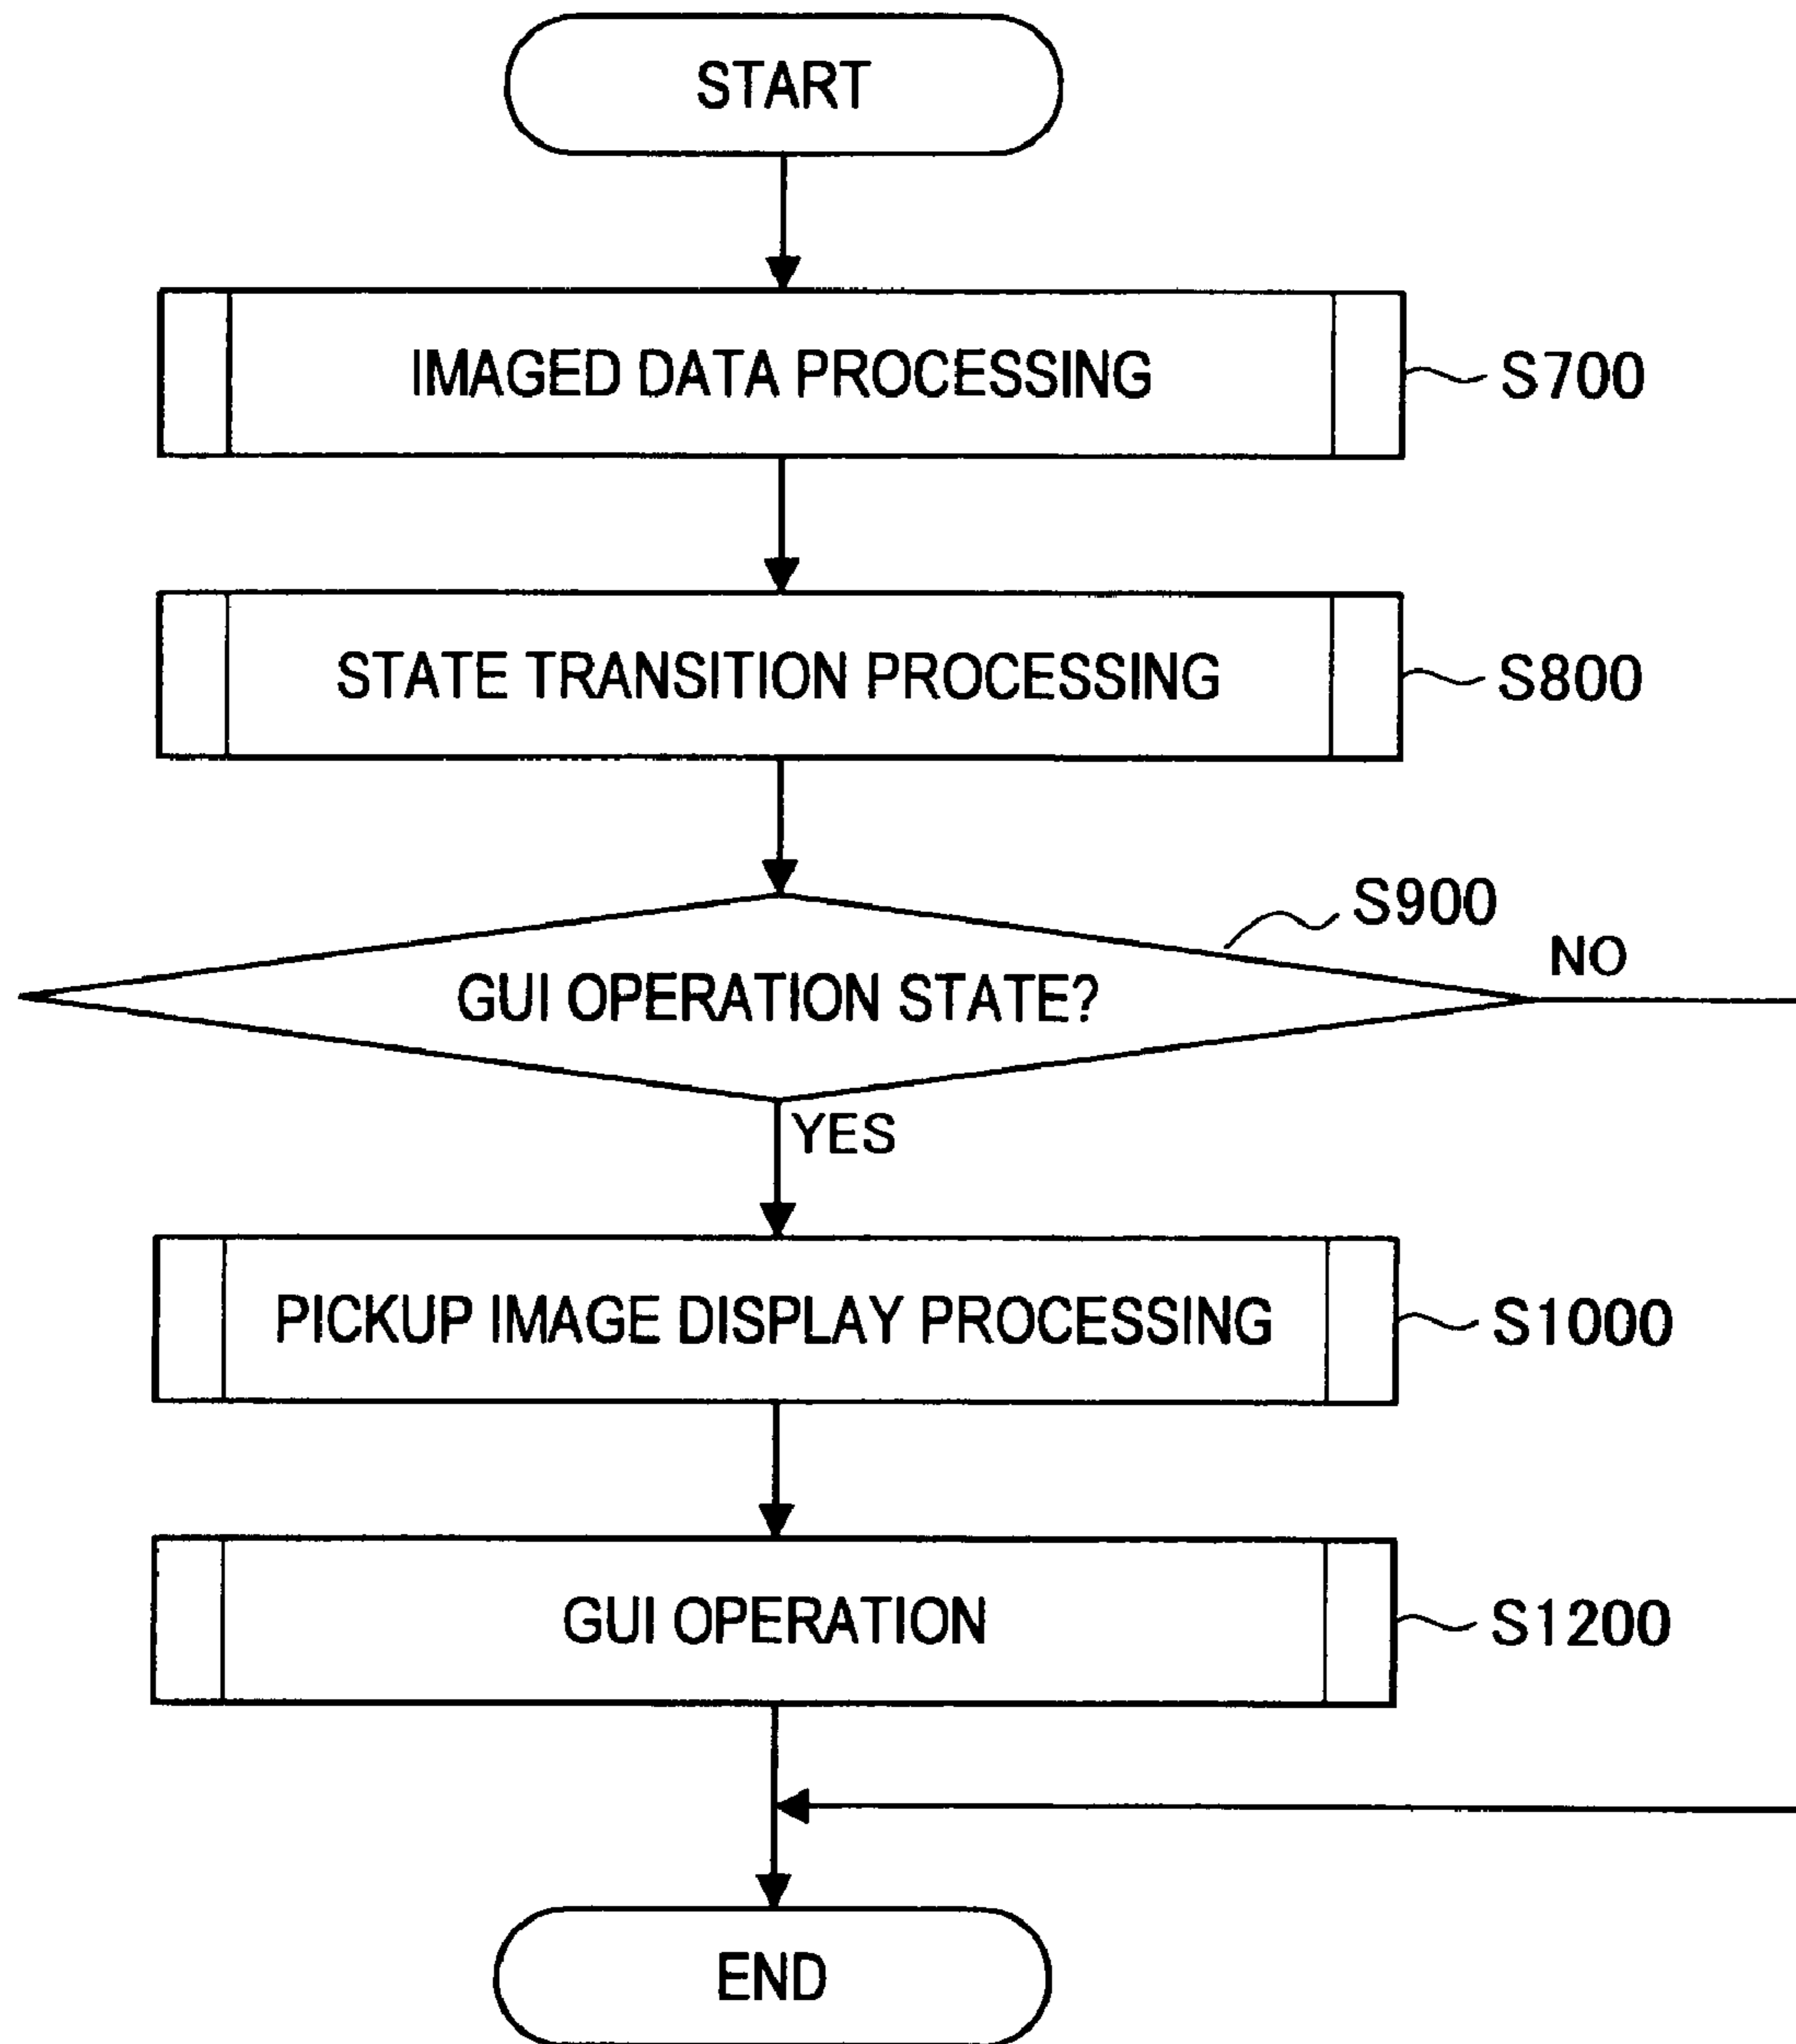 START
IMAGED DATA PROCESSING
S700
STATE TRANSITION PROCESSING
S800
S900
NO
GUI OPERATION STATE?
YES
PICKUP IMAGE DISPLAY PROCESSING
S1000
GUI OPERATION
S1200
END